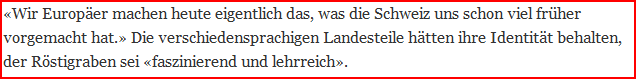 «Wir Europäer machen heute eigentlich das, was die Schweiz uns schon viel früher
vorgemacht hat.» Die verschiedensprachigen Landesteile hätten ihre Identität behalten,
der Röstigraben sei «faszinierend und lehrreich».